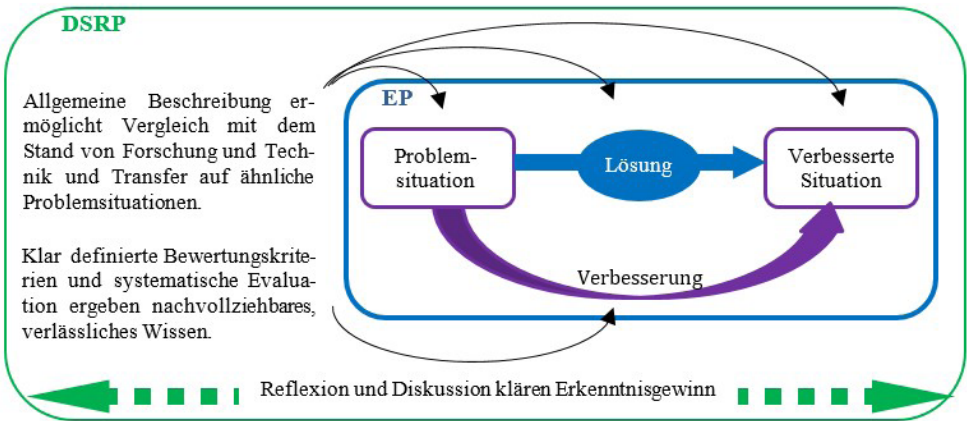 DSRP
Allgemeine Beschreibung er-
möglicht Vergleich mit dem
Stand von Forschung und Tech-
nik und Transfer auf ähnliche
Problemsituationen.
Klar definierte Bewertungskrite-
rien und systematische Evalua-
tion ergeben nachvollziehbares,
verlässliches Wissen.
EP
Problem-
situation
Lösung
Verbesserte
Situation
Verbesserung
Reflexion und Diskussion klären Erkenntnisgewinn